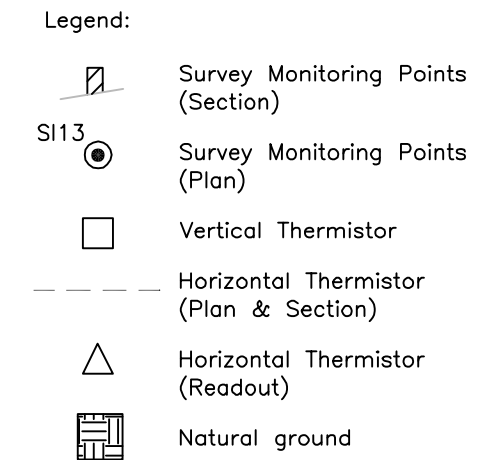 Legend:
Survey Monitoring Points
(Section)
SI13
Survey Monitoring Points
(Plan)
Vertical Thermistor
Horizontal Thermistor
(Plan & Section)
Horizontal Thermistor
(Readout)
Natural ground